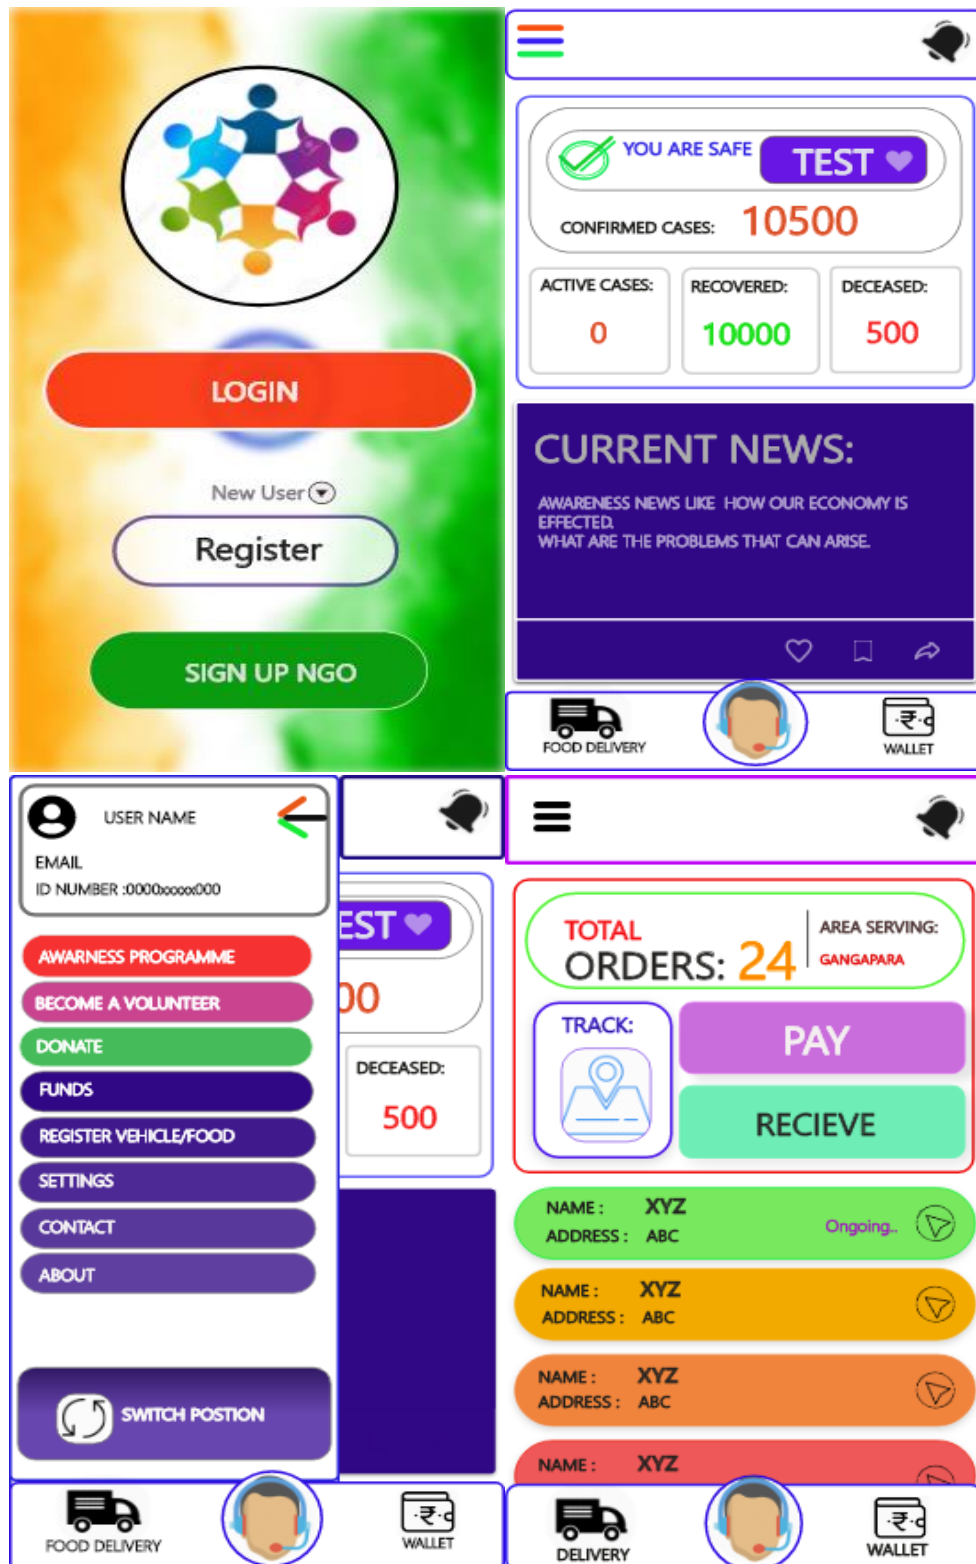 LOGIN
New User
Register
SIGN UP NGO
YOU ARE SAFE
TEST
CONFIRMED CASES: 10500
ACTIVE CASES:
0
RECOVERED:
10000
DECEASED:
500
CURRENT NEWS:
AWARENESS NEWS LIKE HOW OUR ECONOMY IS
EFFECTED.
WHAT ARE THE PROBLEMS THAT CAN ARISE.
FOOD DELIVERY
WALLET
USER NAME
EMAIL
ID NUMBER :0000xxxxx000
AWARNESS PROGRAMME
BECOME A VOLUNTEER
DONATE
FUNDS
REGISTER VEHICLE/FOOD
SETTINGS
CONTACT
ABOUT
SWITCH POSTION
EST
00
DECEASED:
500
FOOD DELIVERY
WALLET
TOTAL
ORDERS: 24
AREA SERVING:
GANGAPARA
TRACK:
PAY
RECIEVE
NAME : XYZ
ADDRESS : ABC
Ongoing..
NAME : XYZ
ADDRESS : ABC
NAME : XYZ
ADDRESS : ABC
NAME : XYZ
DELIVERY
WALLET